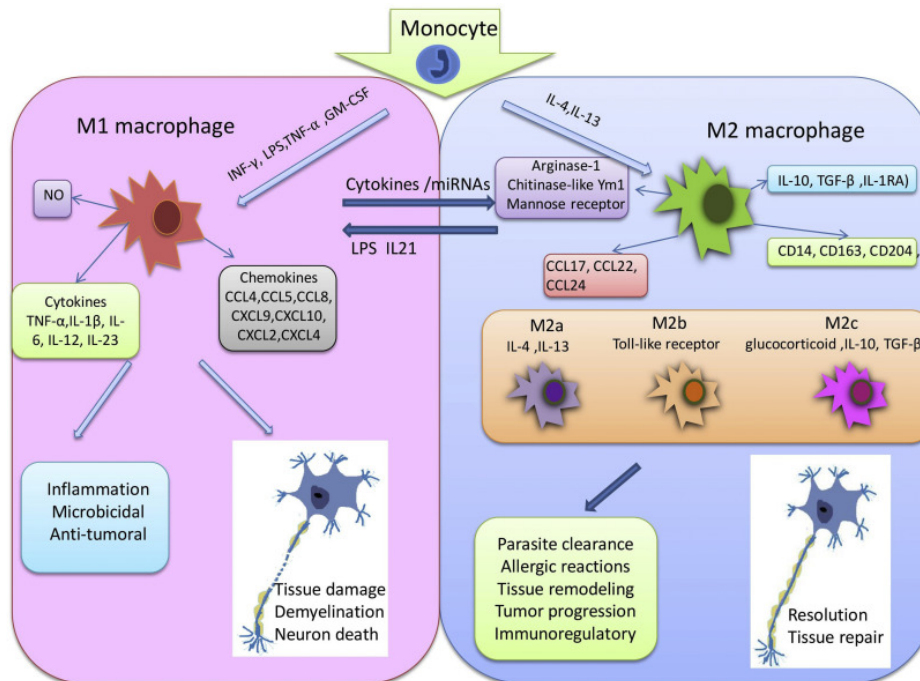 Monocyte
M1 macrophage
INF-γ, LPS,TNF-α ,GM-CSF
NO
Cytokines
TNF-α,IL-1β, IL-
6, IL-12, IL-23
Chemokines
CCL4,CCL5,CCL8,
CXCL9,CXCL10,
CXCL2,CXCL4
Inflammation
Microbicidal
Anti-tumoral
Tissue damage
Demyelination
Neuron death
Cytokines /miRNAs
LPS IL21
IL-4,IL-13
M2 macrophage
Arginase-1
Chitinase-like Ym1
Mannose receptor
IL-10, TGF-β ,IL-1RA)
CD14, CD163, CD204 ,
CCL17, CCL22,
CCL24
M2a
IL-4 ,IL-13
M2b
Toll-like receptor
M2c
glucocorticoid ,IL-10, TGF-β
Parasite clearance
Allergic reactions
Tissue remodeling
Tumor progression
Immunoregulatory
Resolution
Tissue repair